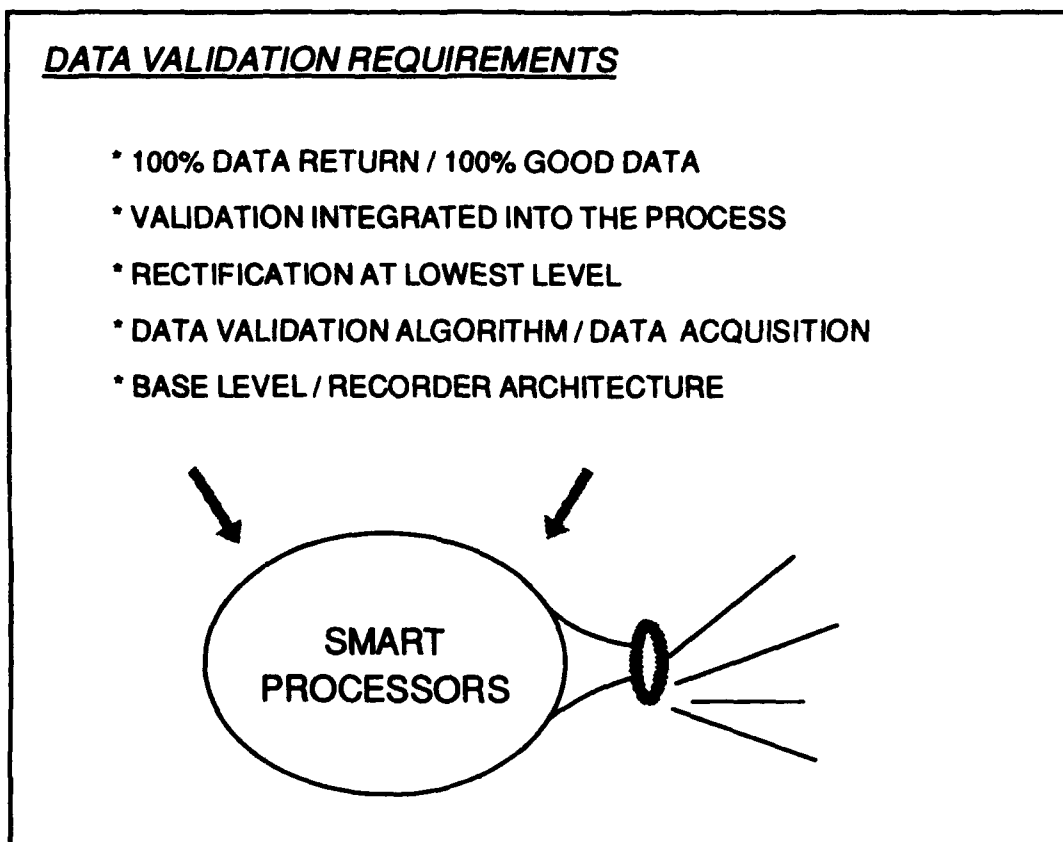 DATA VALIDATION REQUIREMENTS
* 100% DATA RETURN / 100% GOOD DATA
* VALIDATION INTEGRATED INTO THE PROCESS
* RECTIFICATION AT LOWEST LEVEL
* DATA VALIDATION ALGORITHM / DATA ACQUISITION
* BASE LEVEL / RECORDER ARCHITECTURE
SMART
PROCESSORS